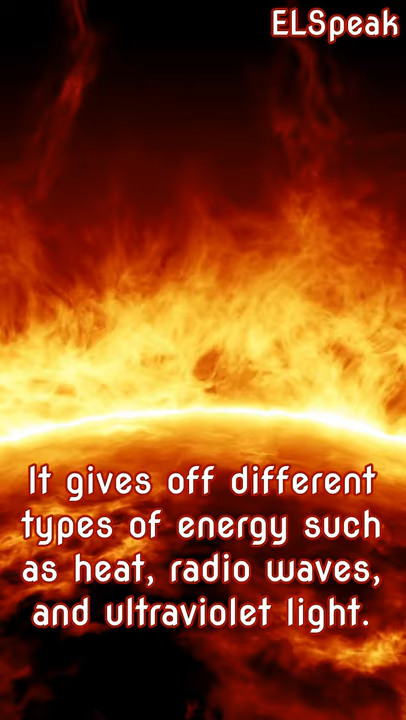 ELSpeak
It gives off different
types of energy such
as heat, radio waves,
and ultraviolet light.